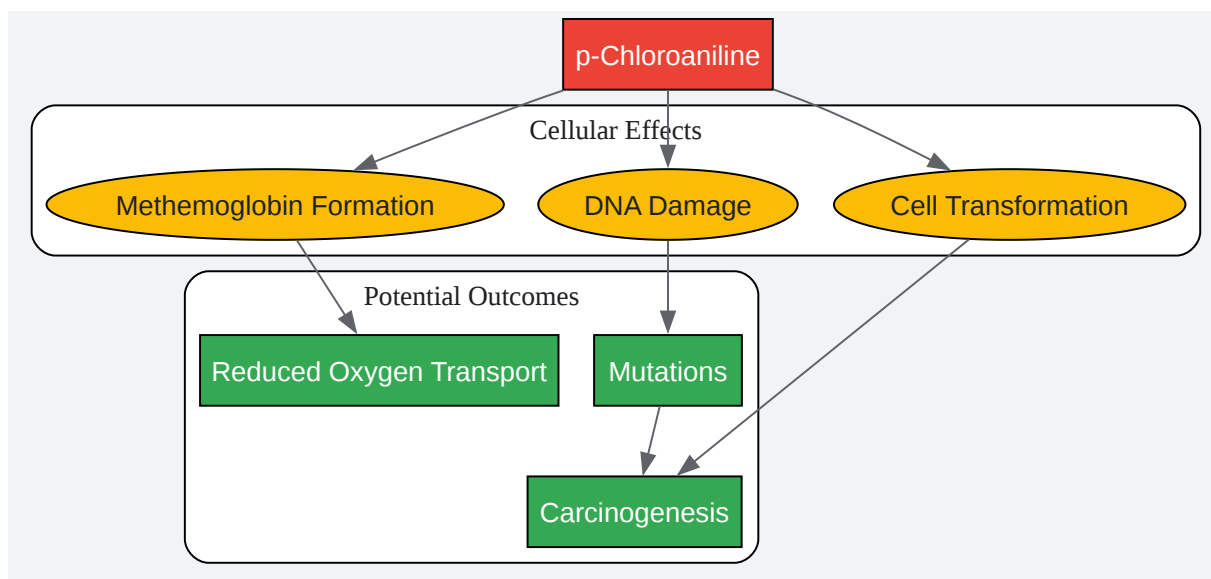 p-Chloroaniline
Cellular Effects
Methemoglobin Formation
DNA Damage
Cell Transformation
Potential Outcomes
Reduced Oxygen Transport
Mutations
Carcinogenesis